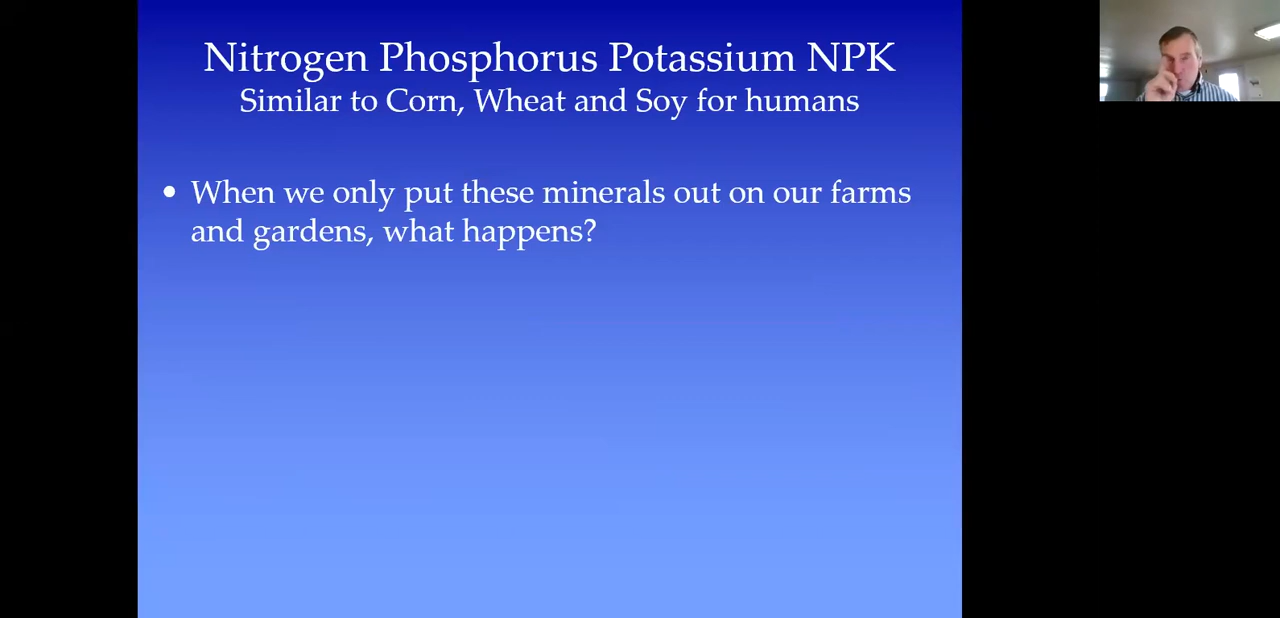 Nitrogen Phosphorus Potassium NPK
Similar to Corn, Wheat and Soy for humans
• When we only put these minerals out on our farms
and gardens, what happens?